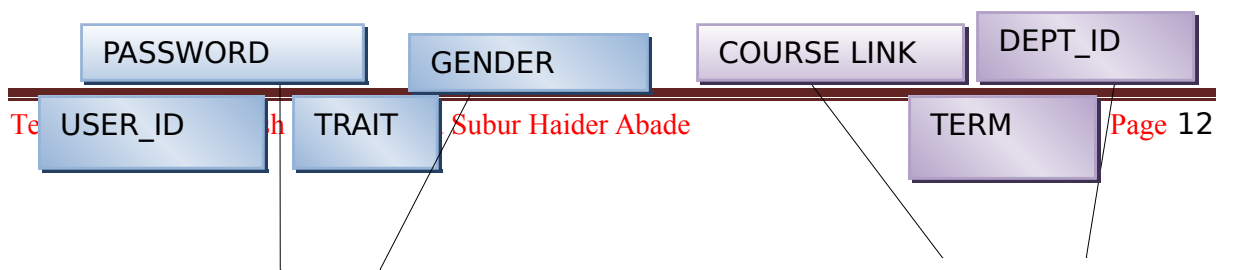 PASSWORD
GENDER
COURSE LINK
DEPT_ID
USER_ID
TRAIT
Subur Haider Abade
TERM
Page 12